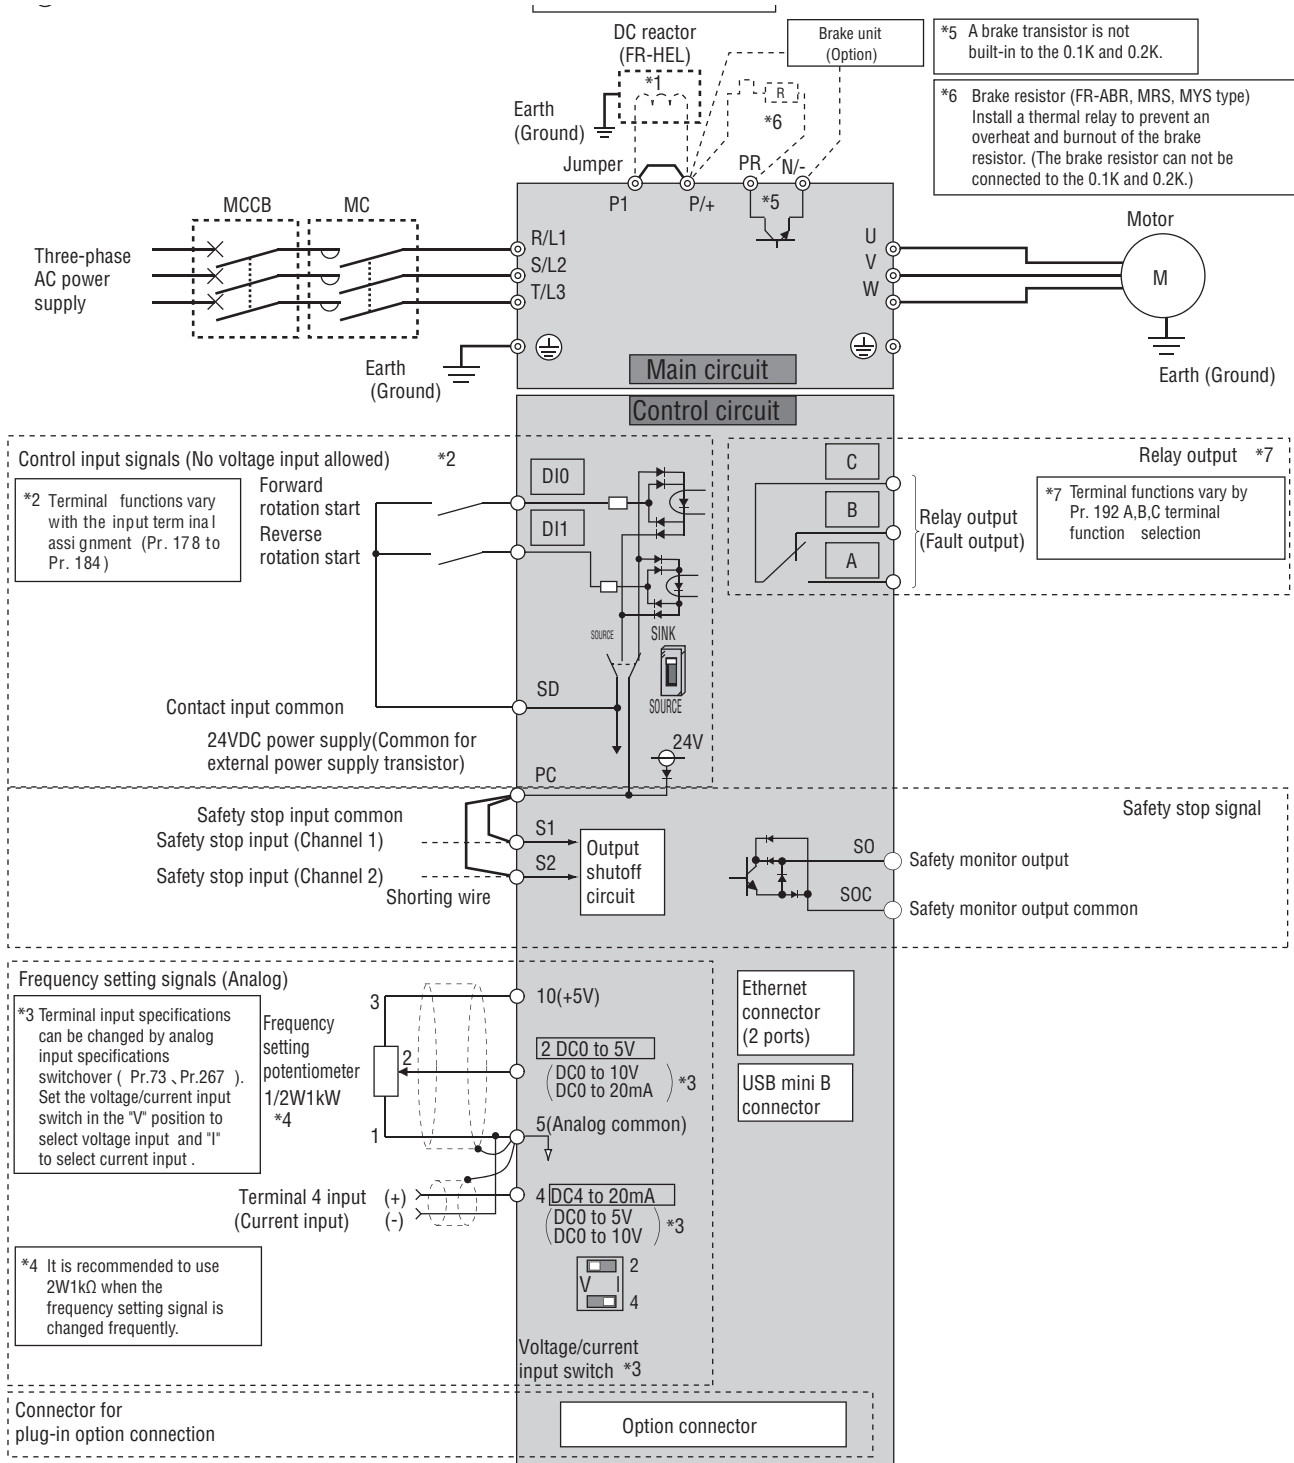 DC reactor
(FR-HEL)
*1
Brake unit
(Option)
*5 A brake transistor is not
built-in to the 0.1K and 0.2K.
*6 Brake resistor (FR-ABR, MRS, MYS type)
Install a thermal relay to prevent an
overheat and burnout of the brake
resistor. (The brake resistor can not be
connected to the 0.1K and 0.2K.)
Earth
(Ground)
R
*6
Jumper
PR
N/-
P1
P/+
*5
MCCB
MC
Three-phase
AC power
supply
R/L1
S/L2
T/L3
U
V
W
Motor
M
Earth
(Ground)
Earth (Ground)
Main circuit
Control circuit
Control input signals (No voltage input allowed) *2
*2 Terminal functions vary
with the input term ina l
assi gnment (Pr. 17 8 to
Pr. 184 )
Forward
rotation start
Reverse
rotation start
DI0
DI1
SOURCE
SINK
SOURCE
SD
Contact input common
24VDC power supply(Common for
external power supply transistor)
24V
PC
C
B
A
Relay output *7
Relay output
(Fault output)
*7 Terminal functions vary by
Pr. 192 A,B,C terminal
function selection
Safety stop signal
Safety stop input common
Safety stop input (Channel 1)
Safety stop input (Channel 2)
Shorting wire
S1
S2
Output
shutoff
circuit
SO
SOC
Safety monitor output
Safety monitor output common
Frequency setting signals (Analog)
*3 Terminal input specifications
can be changed by analog
input specifications
switchover ( Pr.73 、Pr.267 ).
Set the voltage/current input
switch in the "V" position to
select voltage input and "I"
to select current input .
Frequency
setting
potentiometer
1/2W1kW
*4
3
2
1
10(+5V)
2 DC0 to 5V
(DC0 to 10V
DC0 to 20mA) *3
5(Analog common)
Terminal 4 input (+)
(Current input) (-)
4 DC4 to 20mA
(DC0 to 5V
DC0 to 10V) *3
2
V I
4
Voltage/current
input switch *3
*4 It is recommended to use
2W1kΩ when the
frequency setting signal is
changed frequently.
Ethernet
connector
(2 ports)
USB mini B
connector
Connector for
plug-in option connection
Option connector